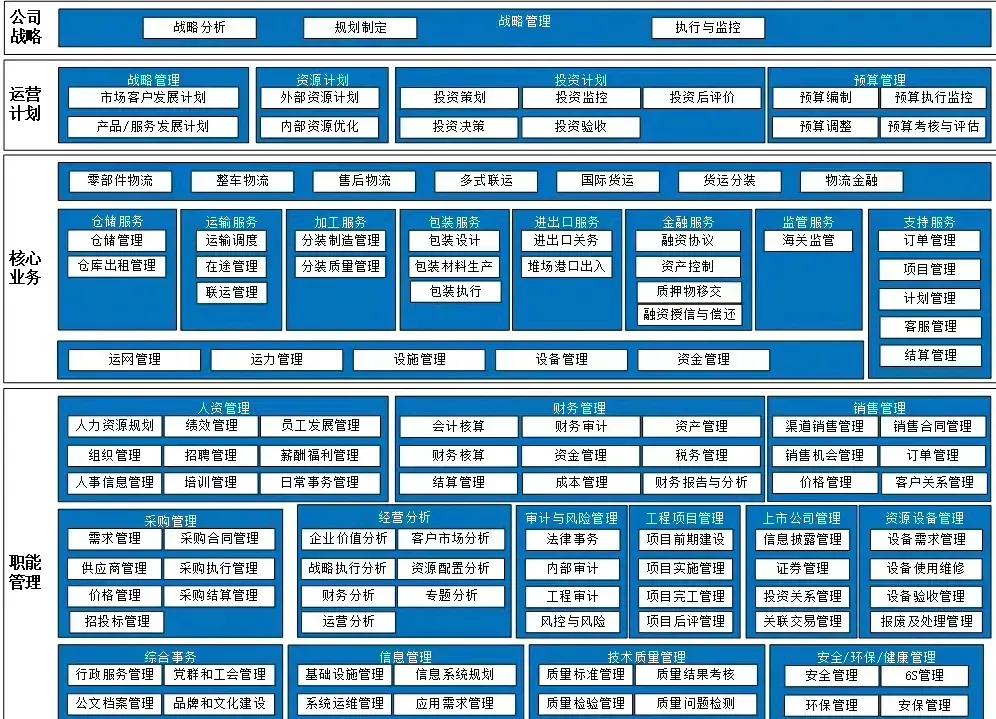 公司
战略
战略管理
战略分析
规划制定
执行与监控
运营
计划
战略管理
市场客户发展计划
产品/服务发展计划
资源计划
外部资源计划
内部资源优化
投资计划
投资策划
投资监控
投资后评价
投资决策
投资验收
预算管理
预算编制
预算执行监控
预算调整
预算考核与评估
核心
业务
零部件物流
整车物流
售后物流
多式联运
国际货运
货运分装
物流金融
仓储服务
仓储管理
仓库出租管理
运输服务
运输调度
在途管理
联运管理
加工服务
分装制造管理
分装质量管理
包装服务
包装设计
包装材料生产
包装执行
进出口服务
进出口关务
堆场港口出入
金融服务
融资协议
资产控制
质押物移交
融资授信与偿还
监管服务
海关监管
支持服务
订单管理
项目管理
计划管理
客服管理
结算管理
运网管理
运力管理
设施管理
设备管理
资金管理
职能
管理
人资管理
人力资源规划
绩效管理
员工发展管理
组织管理
招聘管理
薪酬福利管理
人事信息管理
培训管理
日常事务管理
财务管理
会计核算
财务审计
资产管理
财务核算
资金管理
税务管理
结算管理
成本管理
财务报告与分析
销售管理
渠道销售管理
销售合同管理
销售机会管理
订单管理
价格管理
客户关系管理
采购管理
需求管理
采购合同管理
供应商管理
采购执行管理
价格管理
采购结算管理
招投标管理
经营分析
企业价值分析
客户市场分析
战略执行分析
资源配置分析
财务分析
专题分析
运营分析
审计与风险管理
法律事务
内部审计
工程审计
风控与风险
工程项目管理
项目前期建设
项目实施管理
项目完工管理
项目后评管理
上市公司管理
信息披露管理
证券管理
投资关系管理
关联交易管理
资源设备管理
设备需求管理
设备使用维修
设备验收管理
报废及处理管理
综合事务
行政服务管理
党群和工会管理
公文档案管理
品牌和文化建设
信息管理
基础设施管理
信息系统规划
系统运维管理
应用需求管理
技术质量管理
质量标准管理
质量结果考核
质量检验管理
质量问题检测
安全/环保/健康管理
安全管理
6S管理
环保管理
安保管理